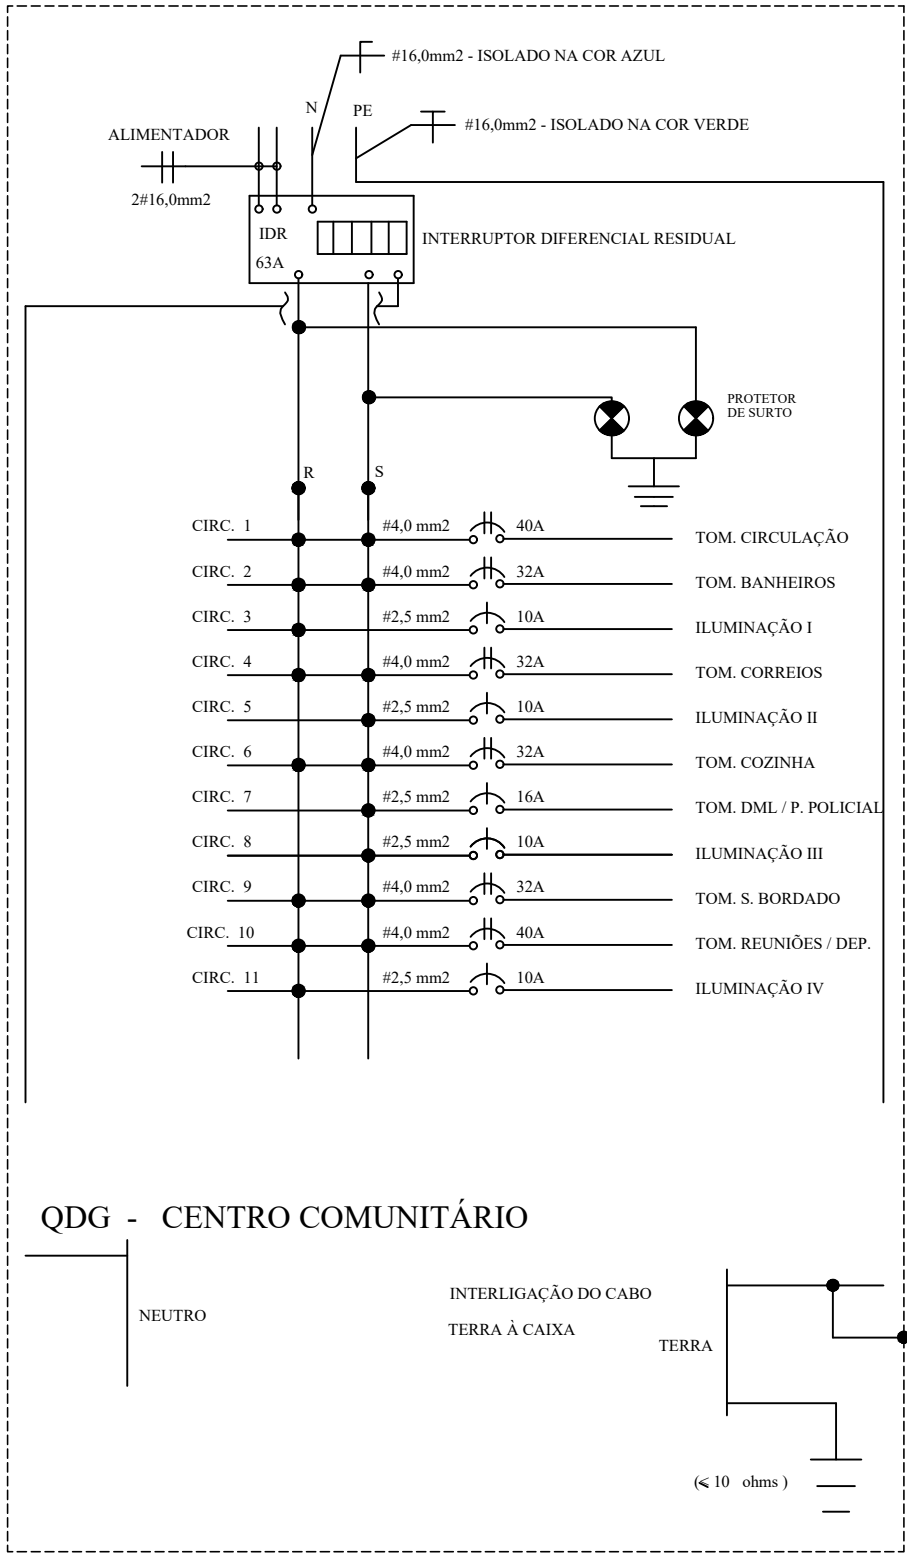 #16,0mm2 - ISOLADO NA COR AZUL
N
PE
#16,0mm2 - ISOLADO NA COR VERDE
ALIMENTADOR
2#16,0mm2
IDR
63A
INTERRUPTOR DIFERENCIAL RESIDUAL
PROTETOR
DE SURTO
R
S
CIRC. 1 #4,0 mm2 40A TOM. CIRCULAÇÃO
CIRC. 2 #4,0 mm2 32A TOM. BANHEIROS
CIRC. 3 #2,5 mm2 10A ILUMINAÇÃO I
CIRC. 4 #4,0 mm2 32A TOM. CORREIOS
CIRC. 5 #2,5 mm2 10A ILUMINAÇÃO II
CIRC. 6 #4,0 mm2 32A TOM. COZINHA
CIRC. 7 #2,5 mm2 16A TOM. DML / P. POLICIAL
CIRC. 8 #2,5 mm2 10A ILUMINAÇÃO III
CIRC. 9 #4,0 mm2 32A TOM. S. BORDADO
CIRC. 10 #4,0 mm2 40A TOM. REUNIÕES / DEP.
CIRC. 11 #2,5 mm2 10A ILUMINAÇÃO IV
QDG - CENTRO COMUNITÁRIO
NEUTRO
INTERLIGAÇÃO DO CABO
TERRA À CAIXA
TERRA
(⩽ 10 ohms )